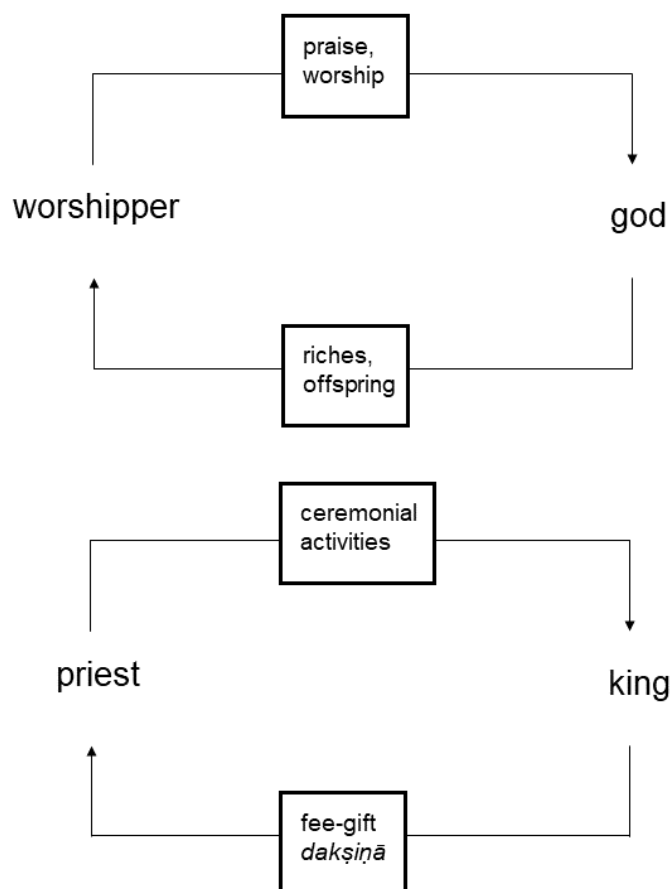 praise,
worship
worshipper
god
riches,
offspring
ceremonial
activities
priest
king
fee-gift
dakṣiṇā